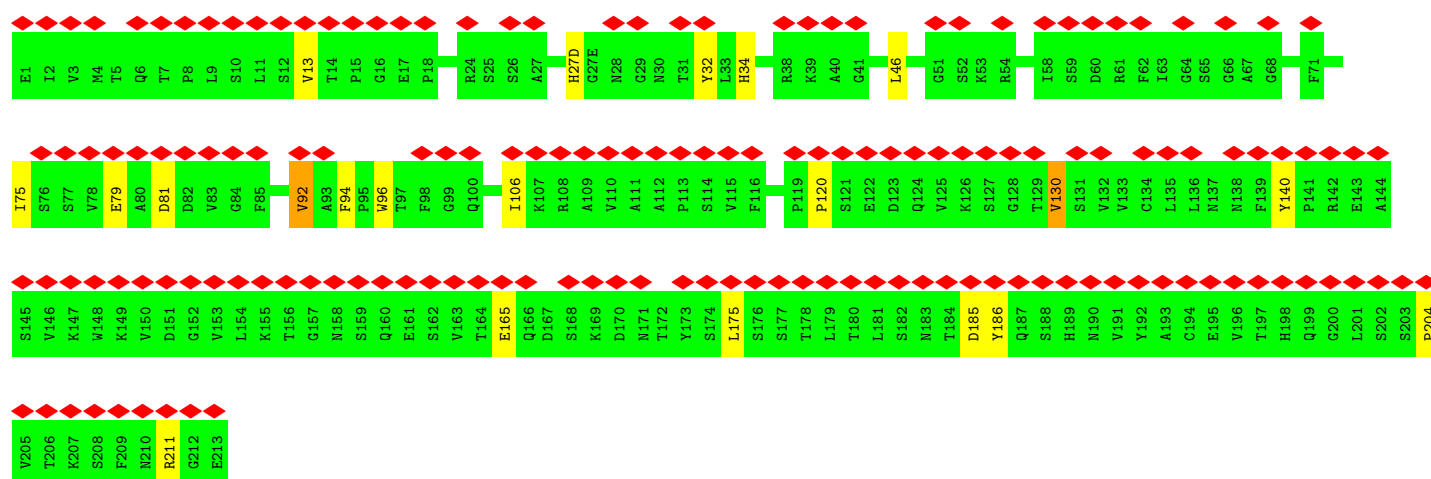 E1 I2 V3 M4 T5 Q6 T7 P8 L9 S10 L11 S12 V13 T14 P15 G16 E17 P18 R24 S25 S26 A27 H27D G27E N28 G29 N30 T31 Y32 L33 H34 R38 K39 A40 G41 L46 G51 S52 K53 R54 I58 S59 D60 R61 F62 I63 G64 S65 G66 A67 G68 F71
I75 S76 S77 V78 E79 A80 D81 D82 V83 G84 F85 V92 A93 F94 P95 W96 T97 F98 G99 Q100 I106 K107 R108 A109 V110 A111 A112 P113 S114 V115 F116 P119 P120 S121 E122 D123 Q124 V125 K126 S127 G128 T129 V130 S131 V132 V133 C134 L135 L136 N137 N138 F139 Y140 P141 R142 E143 A144
S145 V146 K147 W148 K149 V150 D151 G152 V153 L154 K155 T156 G157 N158 S159 Q160 E161 S162 V163 T164 E165 Q166 D167 S168 K169 D170 N171 T172 Y173 S174 L175 S176 S177 T178 L179 T180 L181 S182 N183 T184 D185 Y186 Q187 S188 H189 N190 V191 Y192 A193 C194 E195 V196 T197 H198 Q199 G200 L201 S202 S203 P204
V205 T206 K207 S208 F209 N210 R211 G212 E213